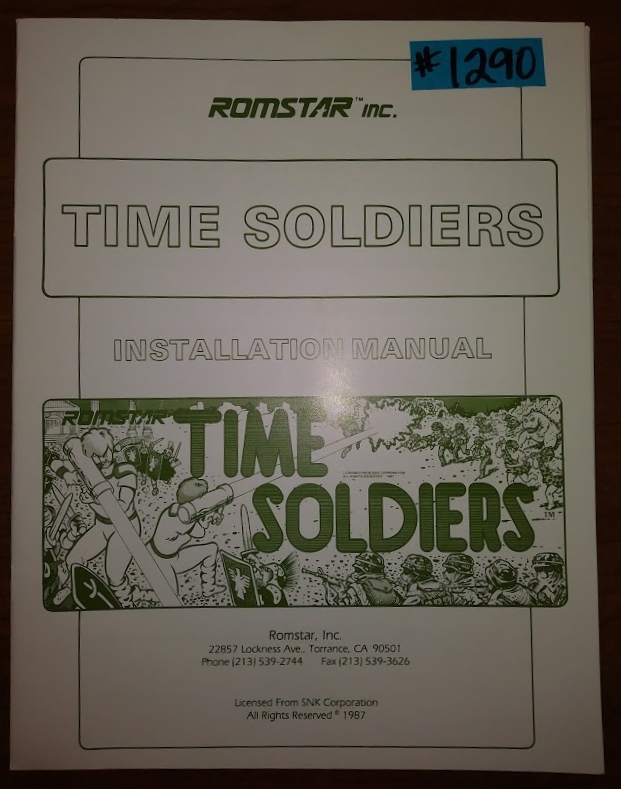 #1290
ROMSTAR™ INC.
TIME SOLDIERS
INSTALLATION MANUAL
ROMSTAR
TIME
SOLDIERS
TM
Romstar, Inc.
22857 Lockness Ave., Torrance, CA 90501
Phone (213) 539-2744 Fax (213) 539-3626
Licensed From SNK Corporation
All Rights Reserved © 1987